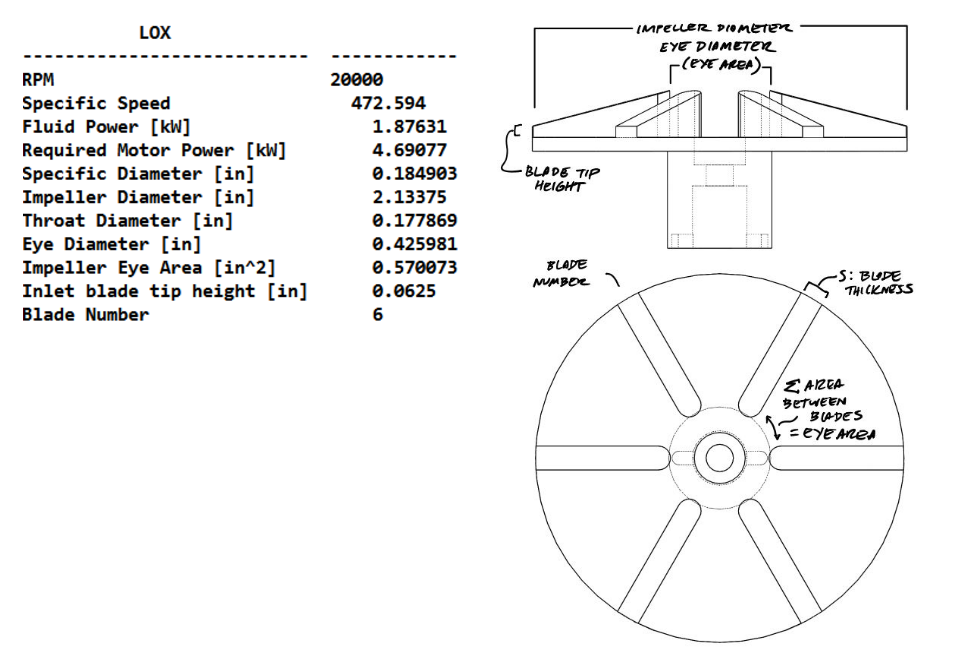 LOX
--------------------------- ------------
RPM 20000
Specific Speed 472.594
Fluid Power [kW] 1.87631
Required Motor Power [kW] 4.69077
Specific Diameter [in] 0.184903
Impeller Diameter [in] 2.13375
Throat Diameter [in] 0.177869
Eye Diameter [in] 0.425981
Impeller Eye Area [in^2] 0.570073
Inlet blade tip height [in] 0.0625
Blade Number 6
IMPELLER DIAMETER
EYE DIAMETER
(EYE AREA)
BLADE TIP
HEIGHT
BLADE
NUMBER
S: BLADE
THICKNESS
Σ AREA
BETWEEN
BLADES
= EYE AREA